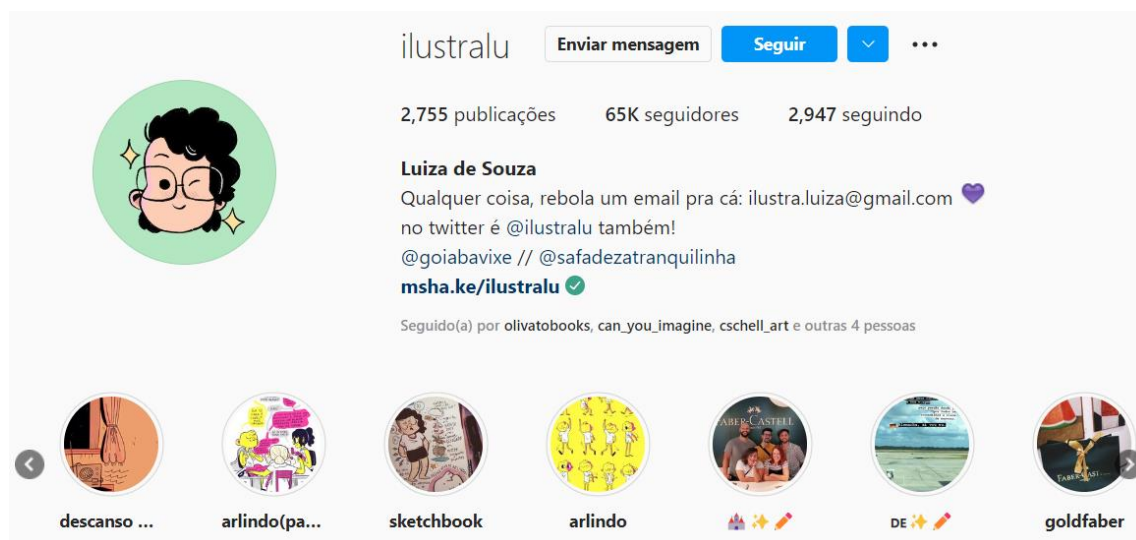 ilustralu Enviar mensagem Seguir
2,755 publicações 65K seguidores 2,947 seguindo
Luiza de Souza
Qualquer coisa, rebola um email pra cá: ilustra.luiza@gmail.com 💜
no twitter é @ilustralu também!
@goiabavixe // @safadezatranquilinha
msha.ke/ilustralu
Seguido(a) por olivatobooks, can_you_imagine, cschell_art e outras 4 pessoas
FABER-CASTELL
descanso ... arlindo(pa... sketchbook arlindo 🏰✨🖍️ DE✨🖍️ goldfaber